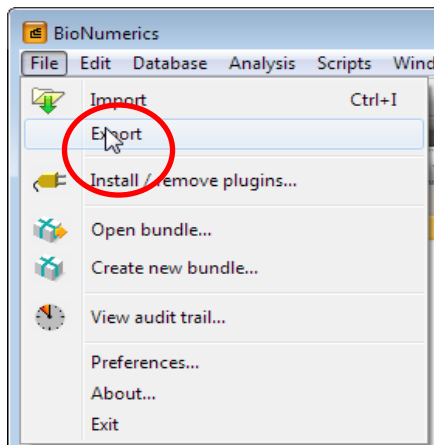 BioNumerics
File Edit Database Analysis Scripts Wind
Import Ctrl+I
Export
Install / remove plugins...
Open bundle...
Create new bundle...
View audit trail...
Preferences...
About...
Exit